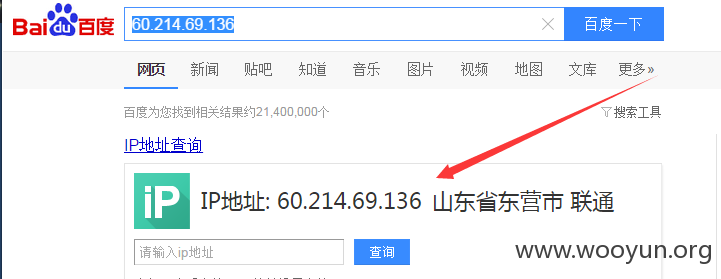 Bai du 百度 60.214.69.136 百度一下
网页 新闻 贴吧 知道 音乐 图片 视频 地图 文库 更多»
百度为您找到相关结果约21,400,000个 搜索工具
IP地址查询
iP IP地址: 60.214.69.136 山东省东营市 联通
请输入ip地址 查询
www.wooyun.org